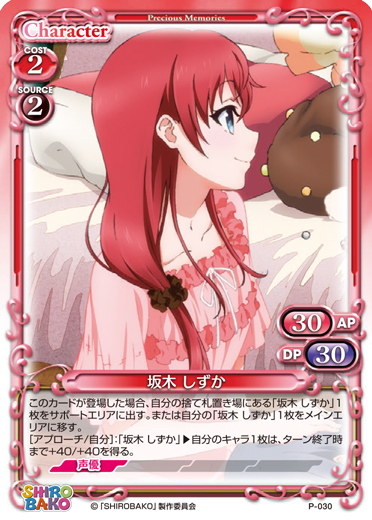 Precious Memories
Character
COST
2
SOURCE
2
30 AP
DP 30
坂木 しずか
このカードが登場した場合、自分の捨て札置き場にある「坂木 しずか」1
枚をサポートエリアに出す。または自分の「坂木 しずか」1枚をメインエ
リアに移す。
[アプローチ/自分]:「坂木 しずか」▶自分のキャラ1枚は、ターン終了時
まで+40/+40を得る。
声優
SHIRO
BAKO
©「SHIROBAKO」製作委員会
P-030